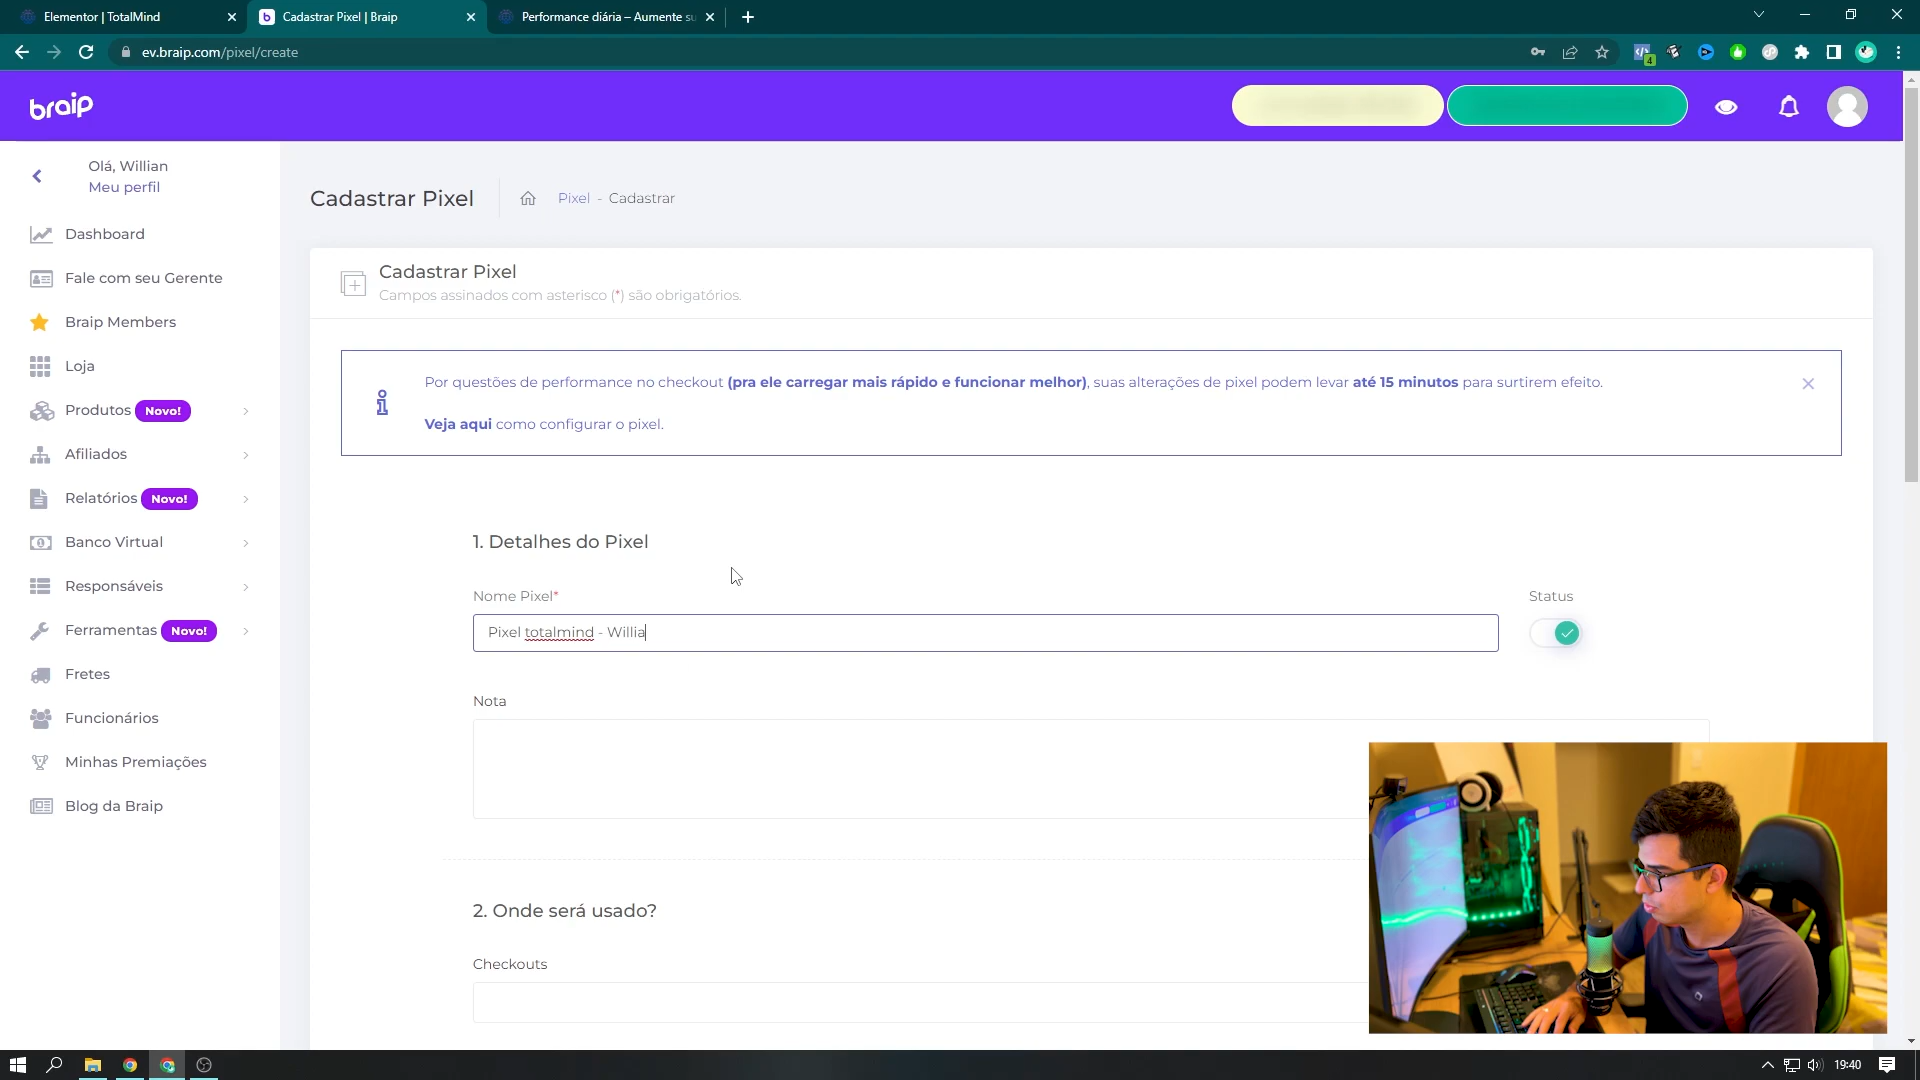 Elementor | TotalMind
Cadastrar Pixel | Braip
Performance diária – Aumente su
ev.braip.com/pixel/create
4
braip
Olá, Willian
Meu perfil
Dashboard
Fale com seu Gerente
Braip Members
Loja
Produtos Novo!
Afiliados
Relatórios Novo!
Banco Virtual
Responsáveis
Ferramentas Novo!
Fretes
Funcionários
Minhas Premiações
Blog da Braip
Cadastrar Pixel
Pixel - Cadastrar
Cadastrar Pixel
Campos assinados com asterisco (*) são obrigatórios.
Por questões de performance no checkout (pra ele carregar mais rápido e funcionar melhor), suas alterações de pixel podem levar até 15 minutos para surtirem efeito.
Veja aqui como configurar o pixel.
1. Detalhes do Pixel
Nome Pixel*
Status
Pixel totalmind - Willia
Nota
2. Onde será usado?
Checkouts
19:40